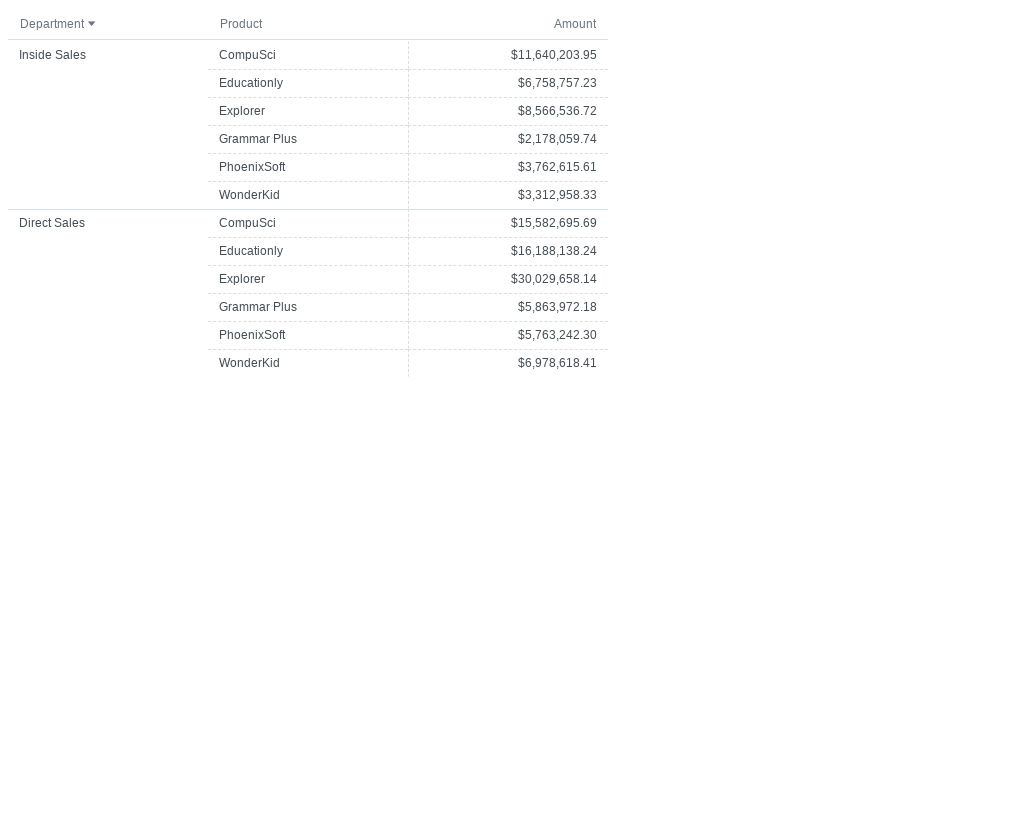 Department Product Amount
Inside Sales CompuSci $11,640,203.95
Educationly $6,758,757.23
Explorer $8,566,536.72
Grammar Plus $2,178,059.74
PhoenixSoft $3,762,615.61
WonderKid $3,312,958.33
Direct Sales CompuSci $15,582,695.69
Educationly $16,188,138.24
Explorer $30,029,658.14
Grammar Plus $5,863,972.18
PhoenixSoft $5,763,242.30
WonderKid $6,978,618.41